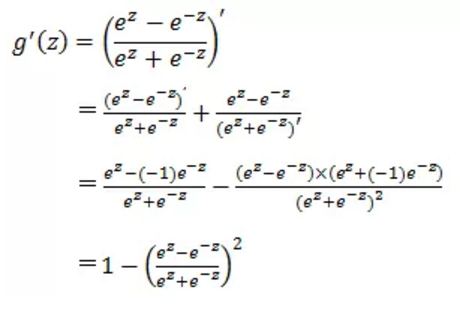 g'(z) = ((e^z − e^{−z})/(e^z + e^{−z}))'
= (e^z−e^{−z})'/(e^z+e^{−z}) + (e^z−e^{−z})/(e^z+e^{−z})'
= (e^z−(−1)e^{−z})/(e^z+e^{−z}) − ((e^z−e^{−z})×(e^z+(−1)e^{−z}))/(e^z+e^{−z})^2
=1 − ((e^z−e^{−z})/(e^z+e^{−z}))^2